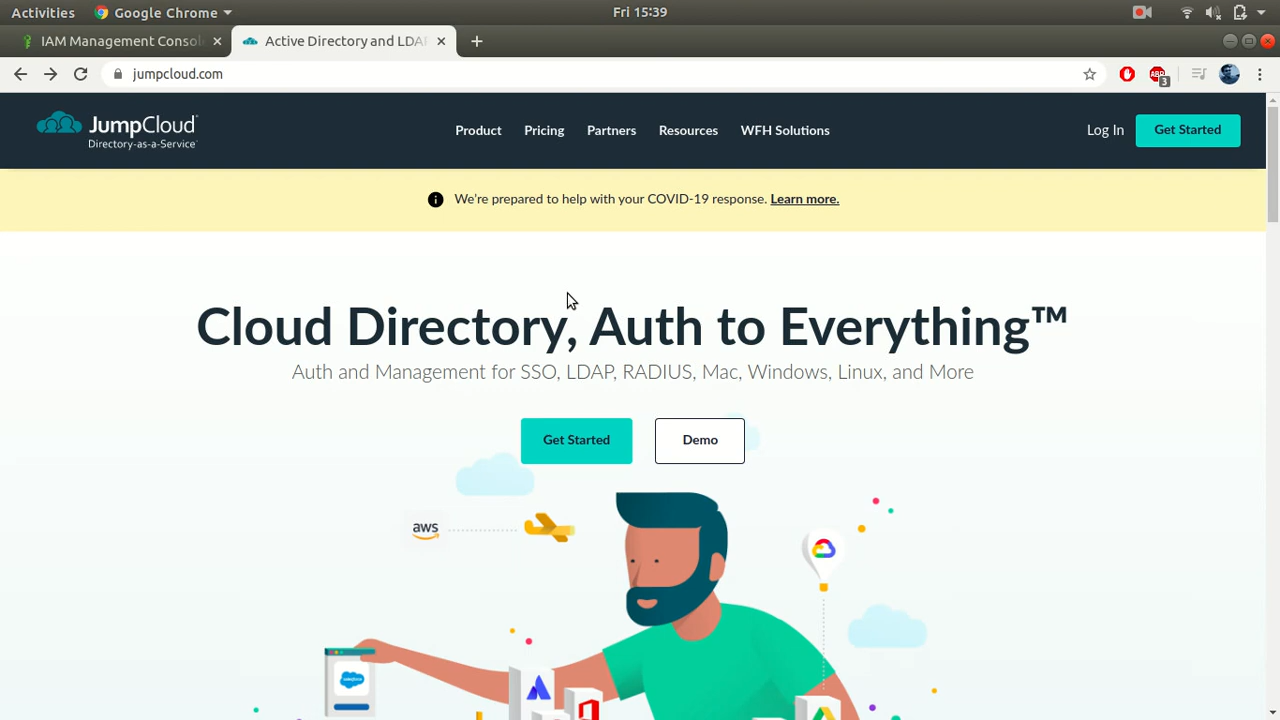 Activities
Google Chrome
Fri 15:39
IAM Management Consol
Active Directory and LDA
jumpcloud.com
ABP
3
JumpCloud
Directory-as-a-Service
Product
Pricing
Partners
Resources
WFH Solutions
Log In
Get Started
We're prepared to help with your COVID-19 response. Learn more.
Cloud Directory, Auth to Everything™
Auth and Management for SSO, LDAP, RADIUS, Mac, Windows, Linux, and More
Get Started
Demo
aws
salesforce